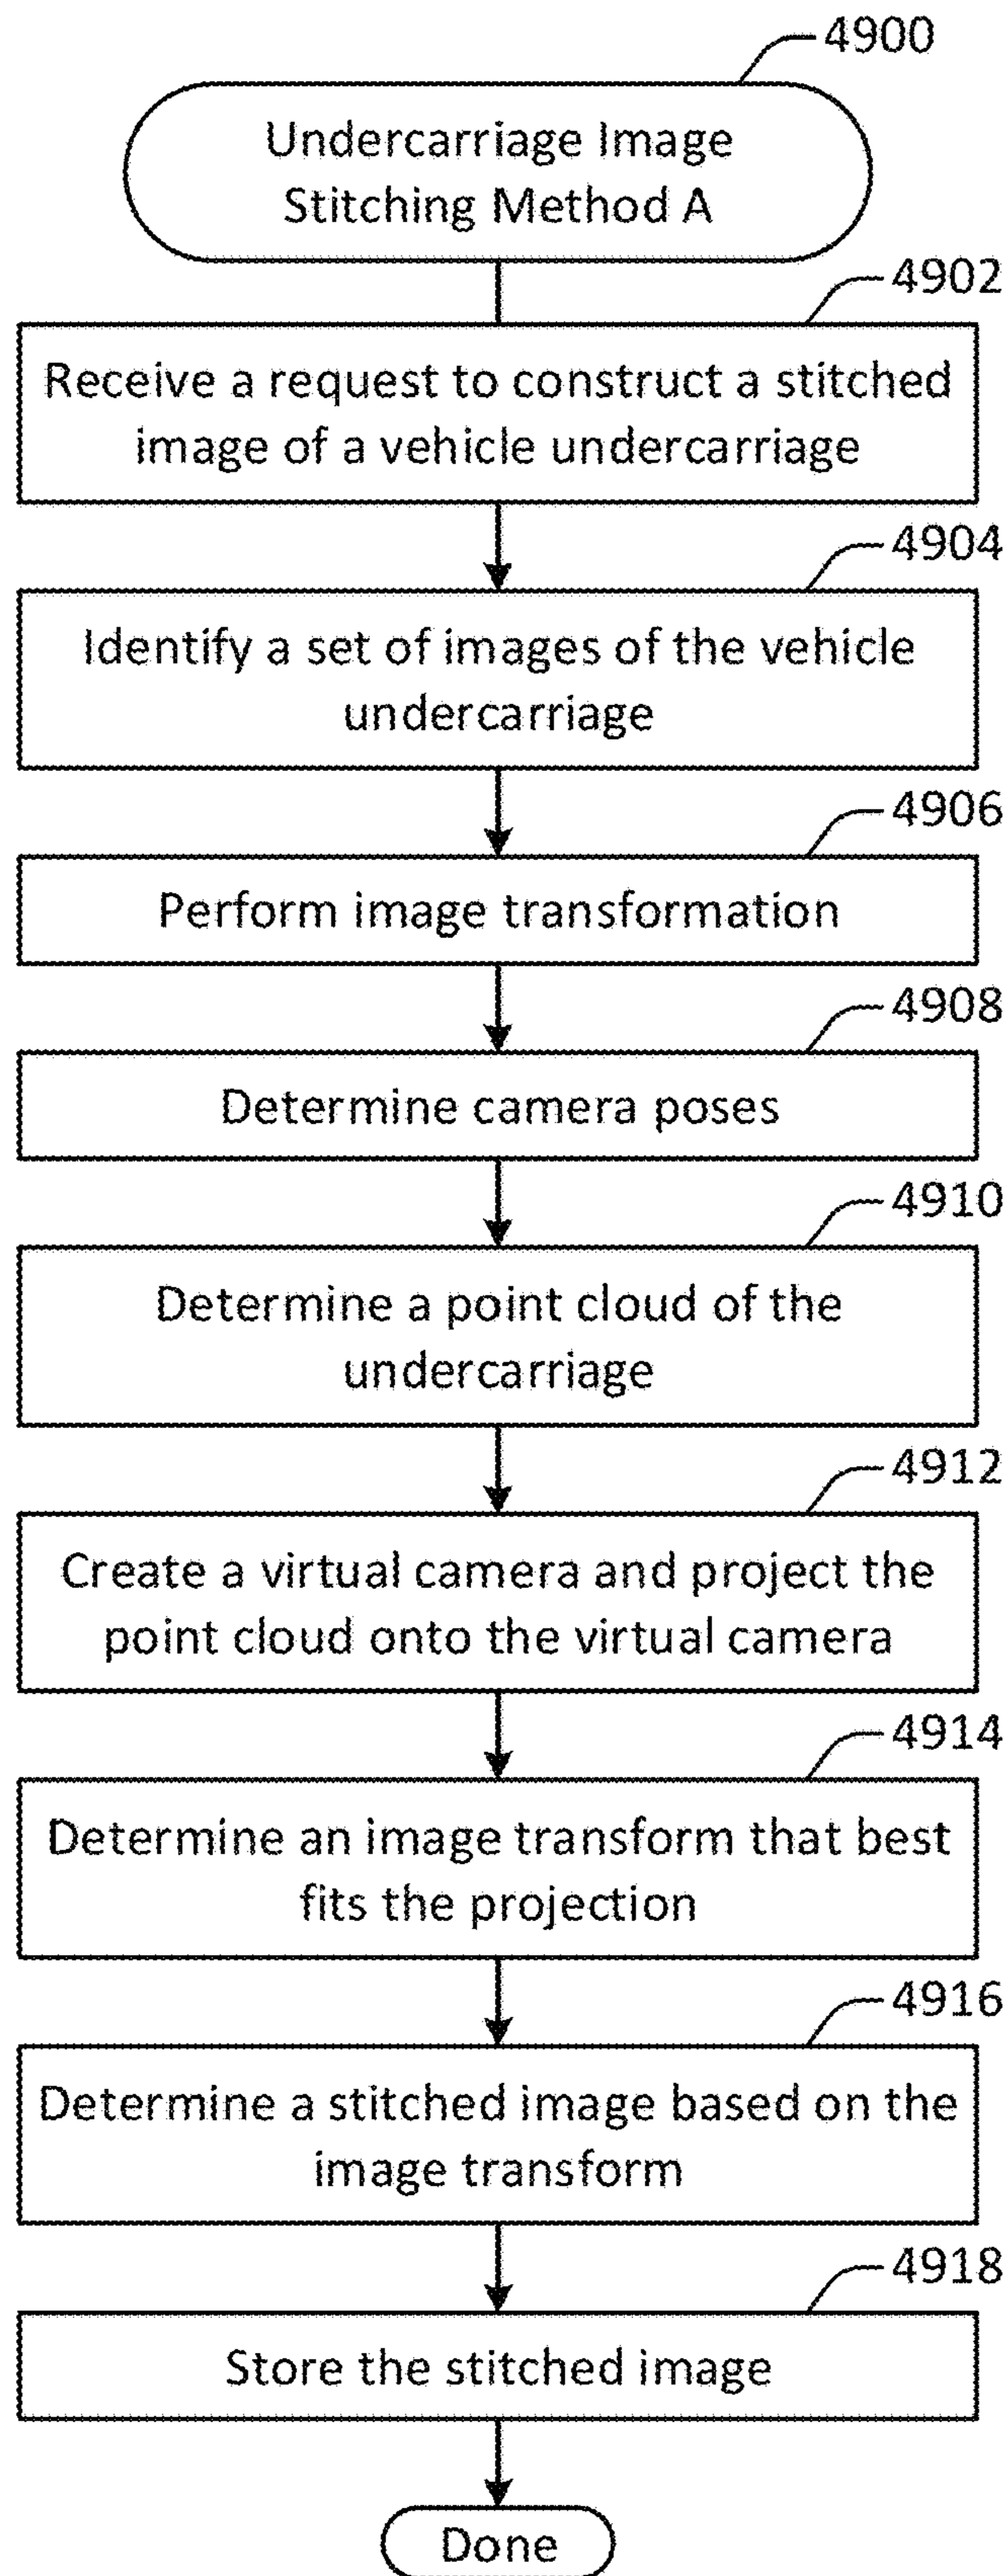 4900
Undercarriage Image
Stitching Method A
4902
Receive a request to construct a stitched
image of a vehicle undercarriage
4904
Identify a set of images of the vehicle
undercarriage
4906
Perform image transformation
4908
Determine camera poses
4910
Determine a point cloud of the
undercarriage
4912
Create a virtual camera and project the
point cloud onto the virtual camera
4914
Determine an image transform that best
fits the projection
4916
Determine a stitched image based on the
image transform
4918
Store the stitched image
Done